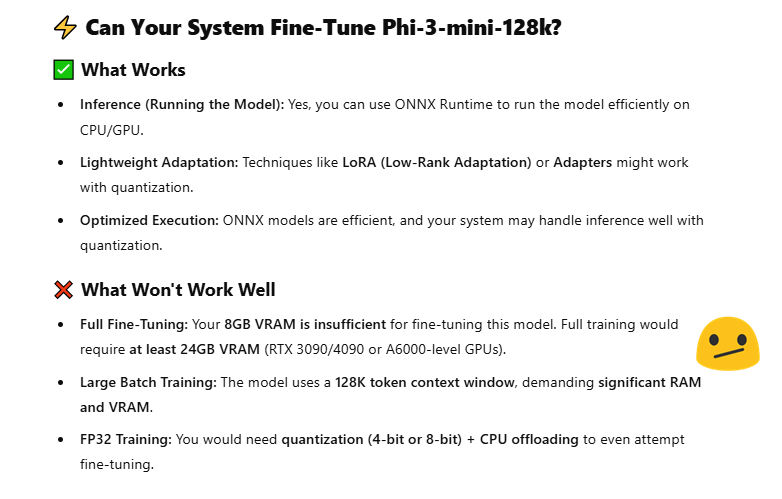 ⚡ Can Your System Fine-Tune Phi-3-mini-128k?
✅ What Works
• Inference (Running the Model): Yes, you can use ONNX Runtime to run the model efficiently on
CPU/GPU.
• Lightweight Adaptation: Techniques like LoRA (Low-Rank Adaptation) or Adapters might work
with quantization.
• Optimized Execution: ONNX models are efficient, and your system may handle inference well with
quantization.
❌ What Won't Work Well
• Full Fine-Tuning: Your 8GB VRAM is insufficient for fine-tuning this model. Full training would
require at least 24GB VRAM (RTX 3090/4090 or A6000-level GPUs).
• Large Batch Training: The model uses a 128K token context window, demanding significant RAM
and VRAM.
• FP32 Training: You would need quantization (4-bit or 8-bit) + CPU offloading to even attempt
fine-tuning.